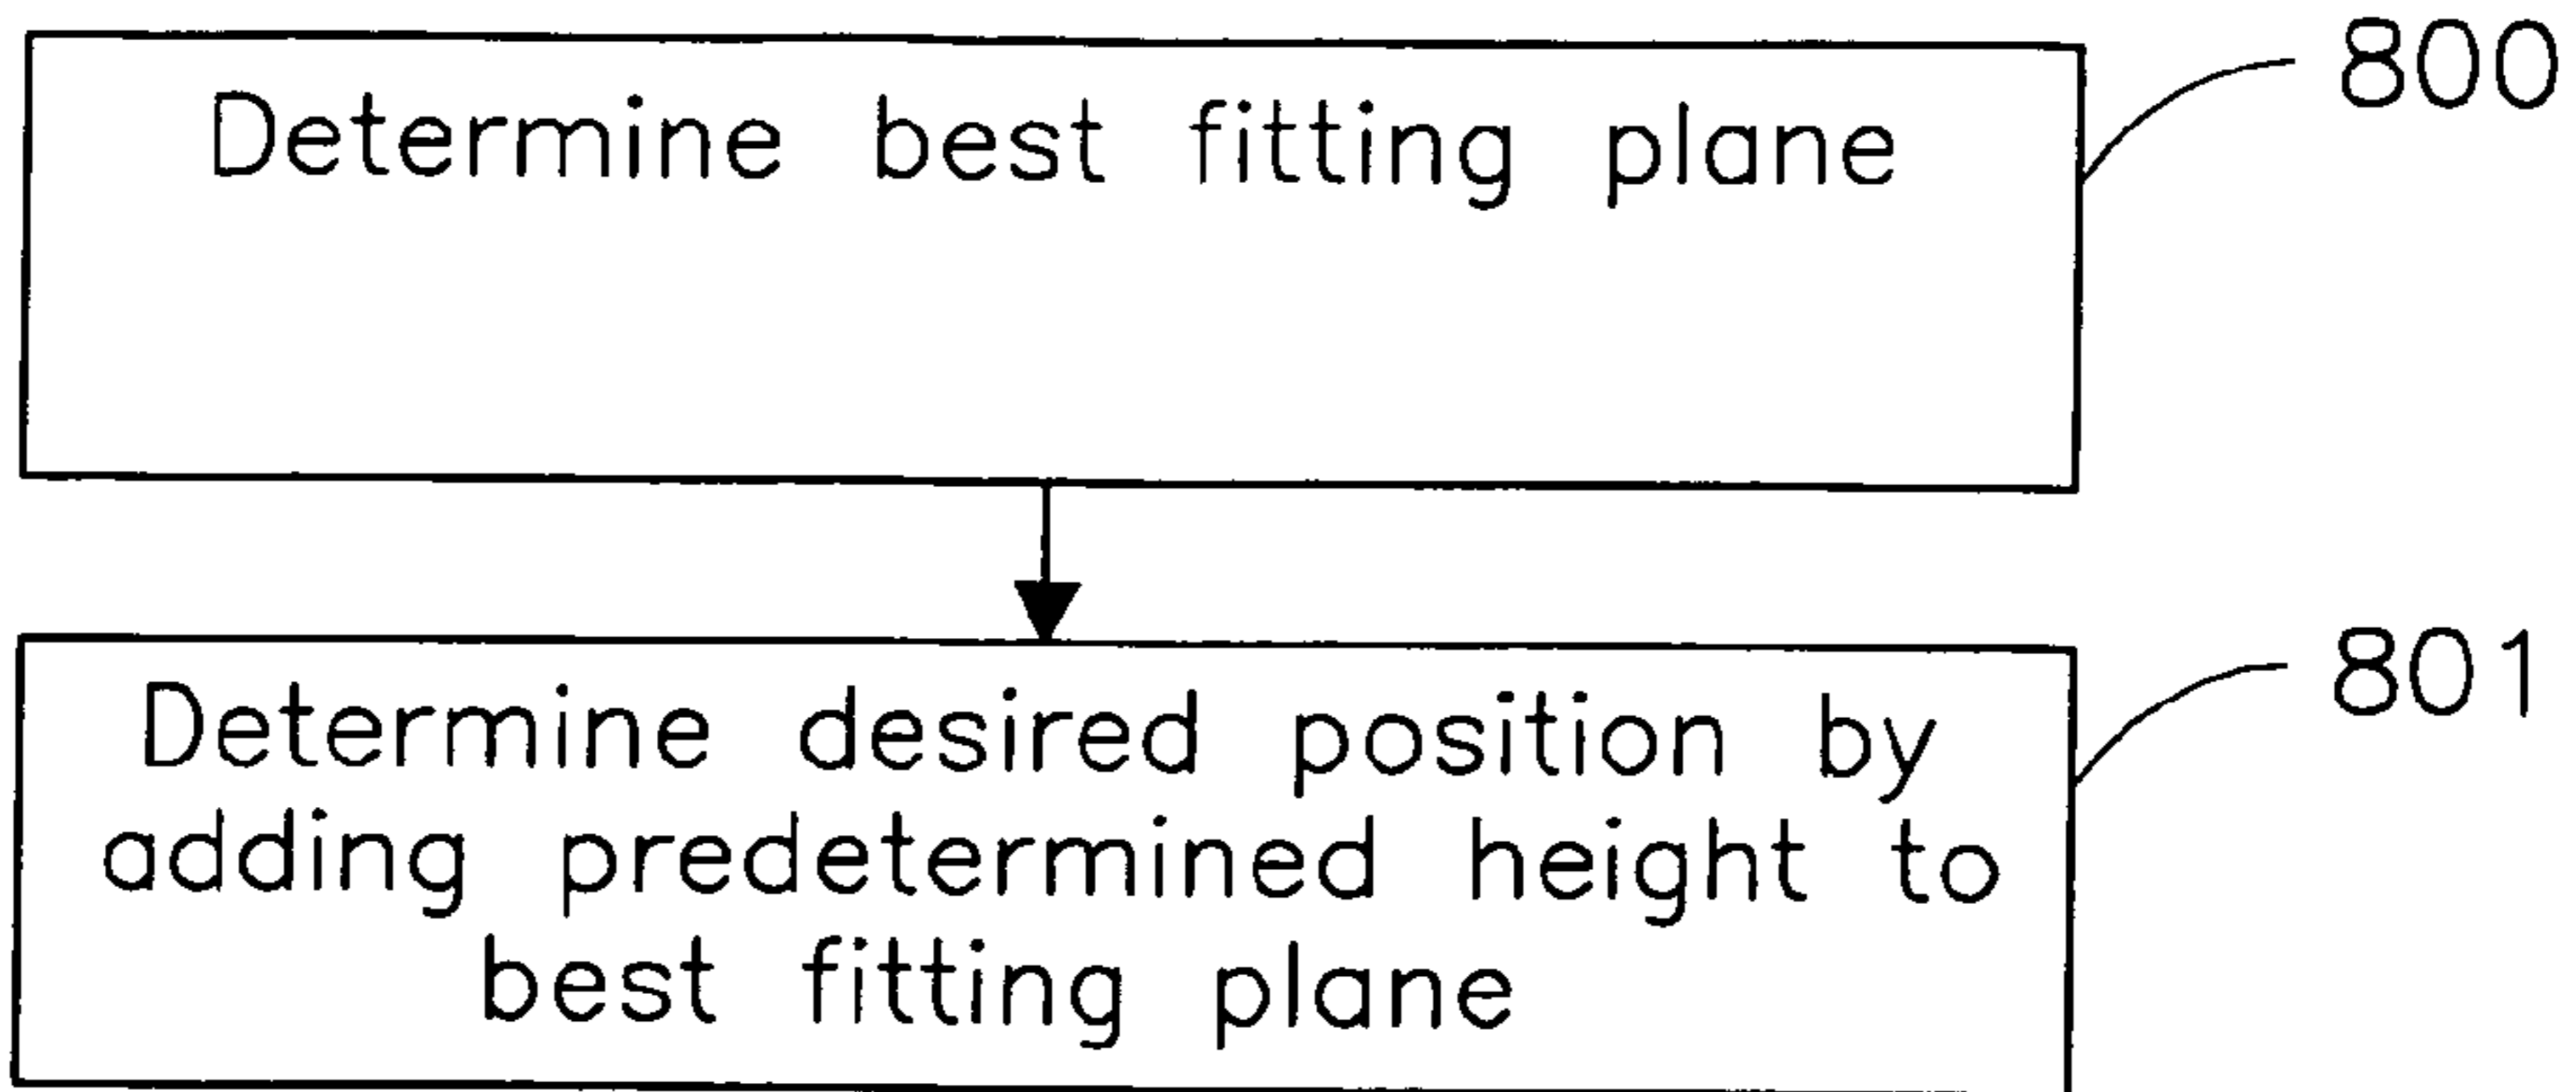 Determine best fitting plane
800
Determine desired position by
adding predetermined height to
best fitting plane
801